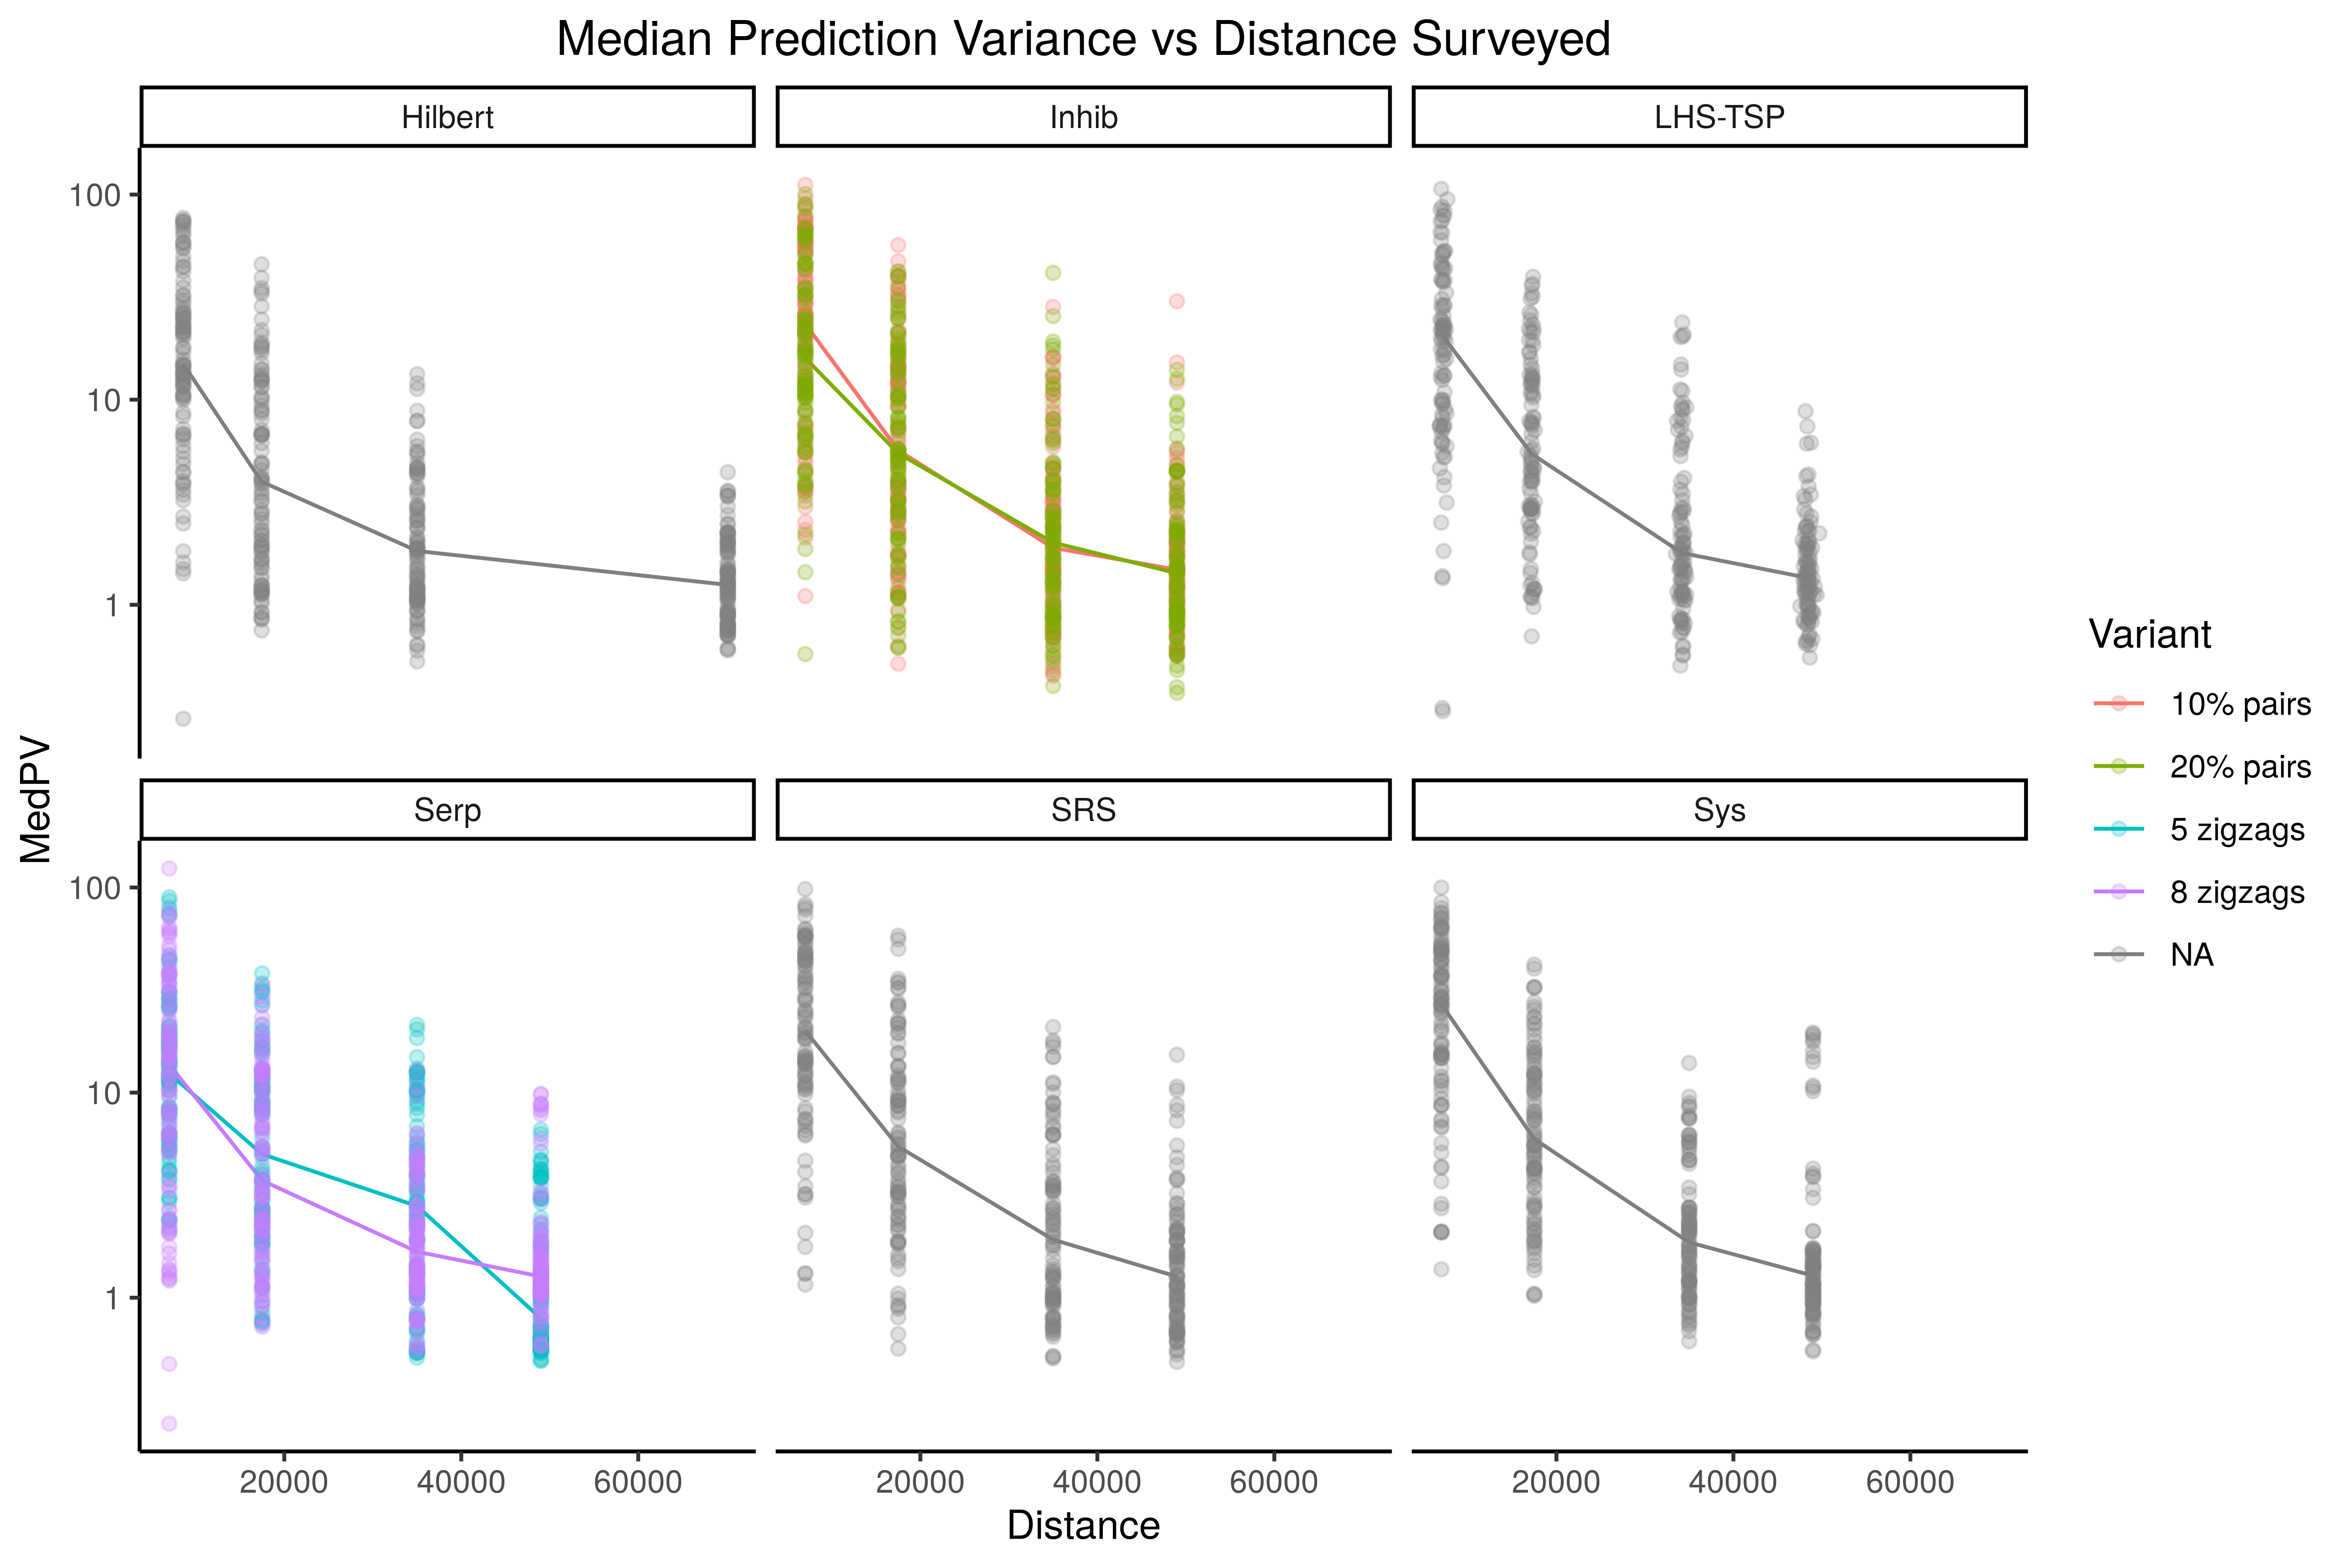 Median Prediction Variance vs Distance Surveyed
Hilbert
Inhib
LHS-TSP
100
10
1
Serp
SRS
Sys
100
10
1
20000
40000
60000
20000
40000
60000
20000
40000
60000
Distance
MedPV
Variant
10% pairs
20% pairs
5 zigzags
8 zigzags
NA